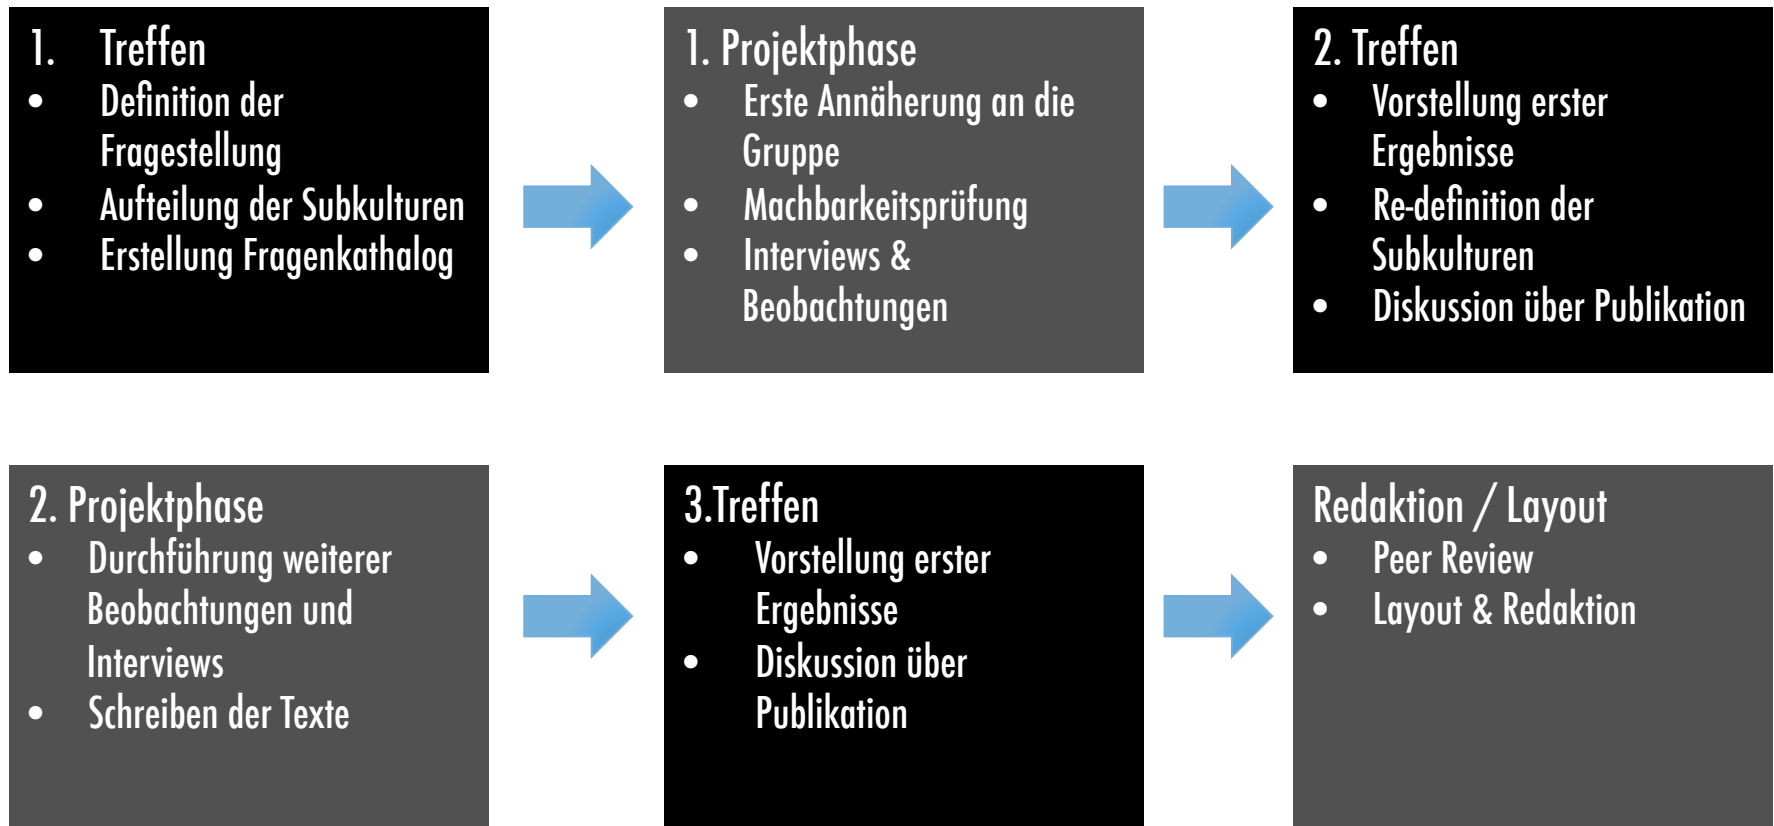 1. Treffen
• Definition der
Fragestellung
• Aufteilung der Subkulturen
• Erstellung Fragenkathalog
1. Projektphase
• Erste Annäherung an die
Gruppe
• Machbarkeitsprüfung
• Interviews &
Beobachtungen
2. Treffen
• Vorstellung erster
Ergebnisse
• Re-definition der
Subkulturen
• Diskussion über Publikation
2. Projektphase
• Durchführung weiterer
Beobachtungen und
Interviews
• Schreiben der Texte
3.Treffen
• Vorstellung erster
Ergebnisse
• Diskussion über
Publikation
Redaktion / Layout
• Peer Review
• Layout & Redaktion